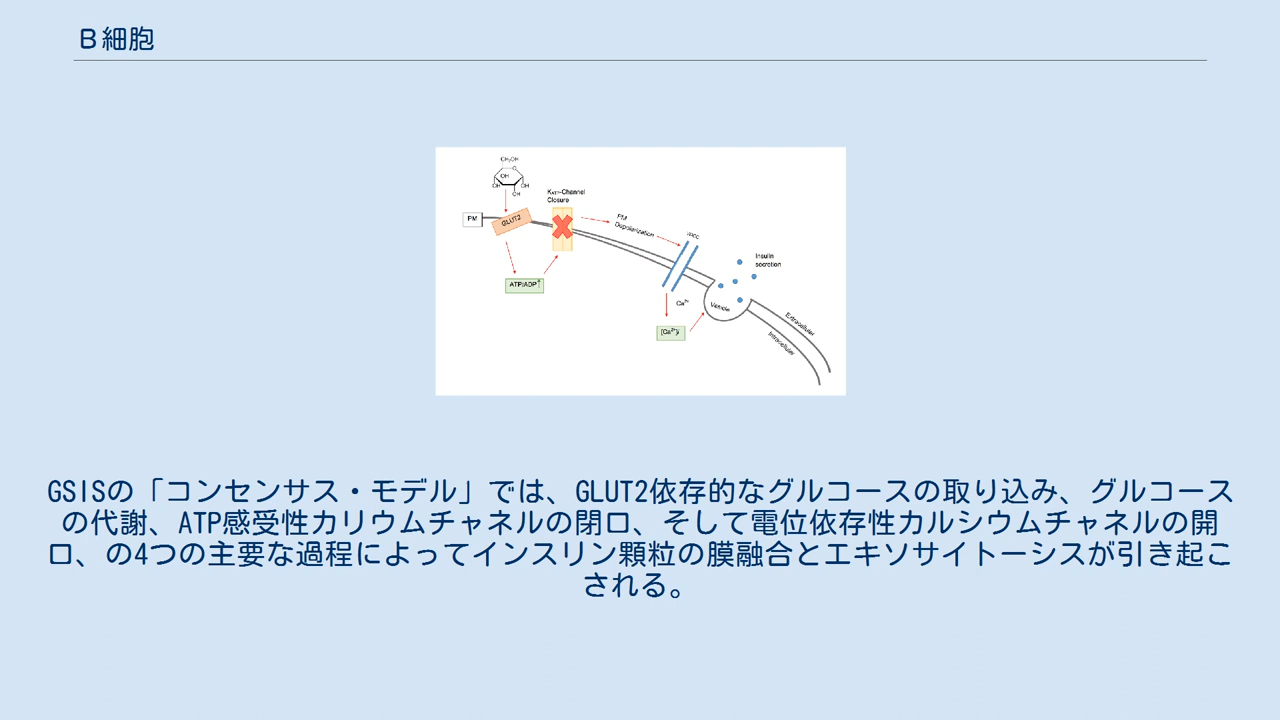 B細胞
CH₂OH
O
OH
OH
OH
OH
KATP-Channel
Closure
PM
GLUT2
PM
Depolarization
VDCC
ATP/ADP↑
Insulin
secretion
Ca²⁺
Vesicle
[Ca²⁺]i
Extracellular
Intracellular
GSISの「コンセンサス・モデル」では、GLUT2依存的なグルコースの取り込み、グルコース
の代謝、ATP感受性カリウムチャネルの閉口、そして電位依存性カルシウムチャネルの開
口、の4つの主要な過程によってインスリン顆粒の膜融合とエキソサイトーシスが引き起こ
される。